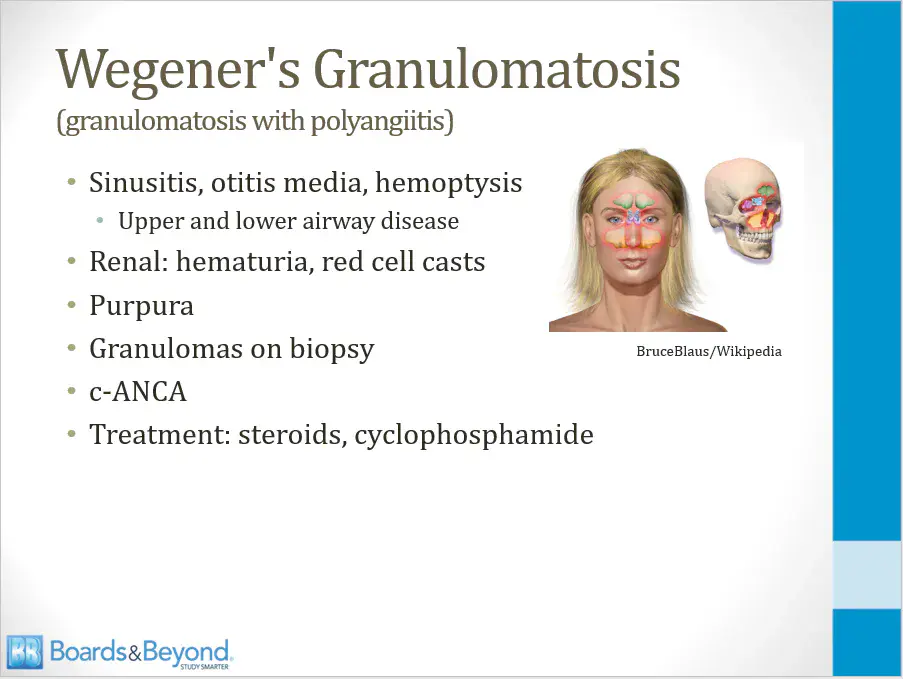 Wegener's Granulomatosis
(granulomatosis with polyangiitis)
• Sinusitis, otitis media, hemoptysis
• Upper and lower airway disease
• Renal: hematuria, red cell casts
• Purpura
• Granulomas on biopsy
• c-ANCA
• Treatment: steroids, cyclophosphamide
BruceBlaus/Wikipedia
BB Boards&Beyond.
STUDY SMARTER